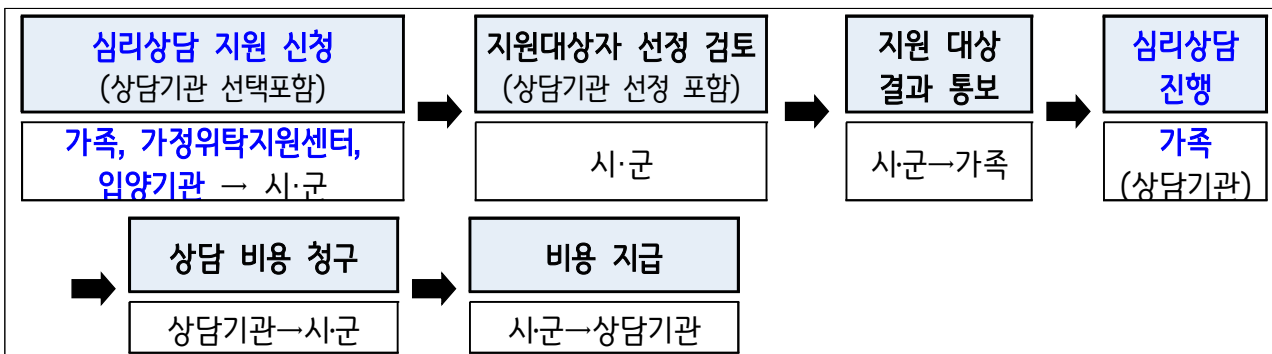 심리상담 지원 신청
(상담기관 선택포함)
가족, 가정위탁지원센터,
입양기관 → 시·군
지원대상자 선정 검토
(상담기관 선정 포함)
시·군
지원 대상
결과 통보
시·군→가족
심리상담
진행
가족
(상담기관)
상담 비용 청구
상담기관→시·군
비용 지급
시·군→상담기관